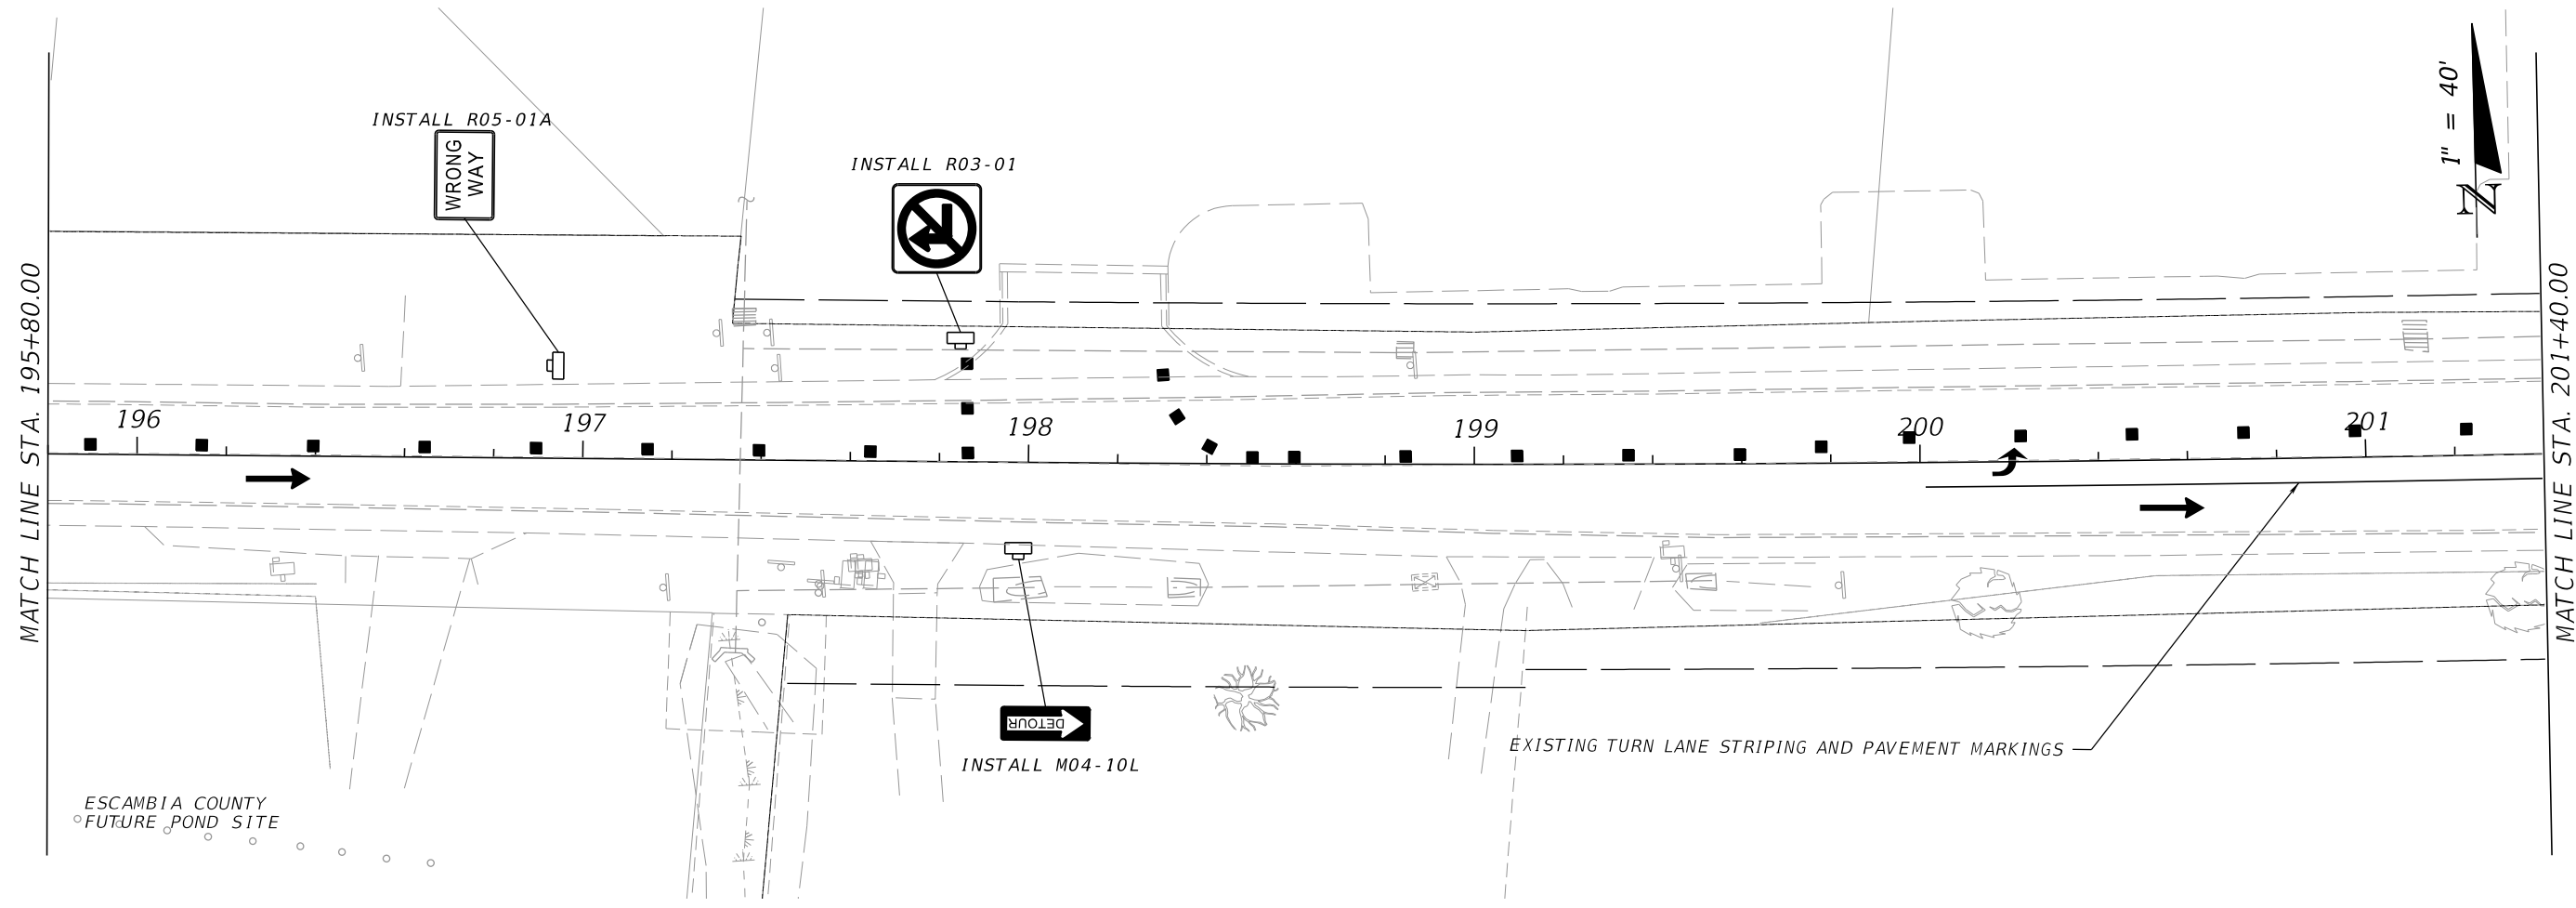 INSTALL R05-01A
WRONG
WAY
INSTALL R03-01
1" = 40'
N
MATCH LINE STA. 195+80.00
MATCH LINE STA. 201+40.00
196
197
198
199
200
201
DETOUR
INSTALL M04-10L
EXISTING TURN LANE STRIPING AND PAVEMENT MARKINGS
ESCAMBIA COUNTY
FUTURE POND SITE